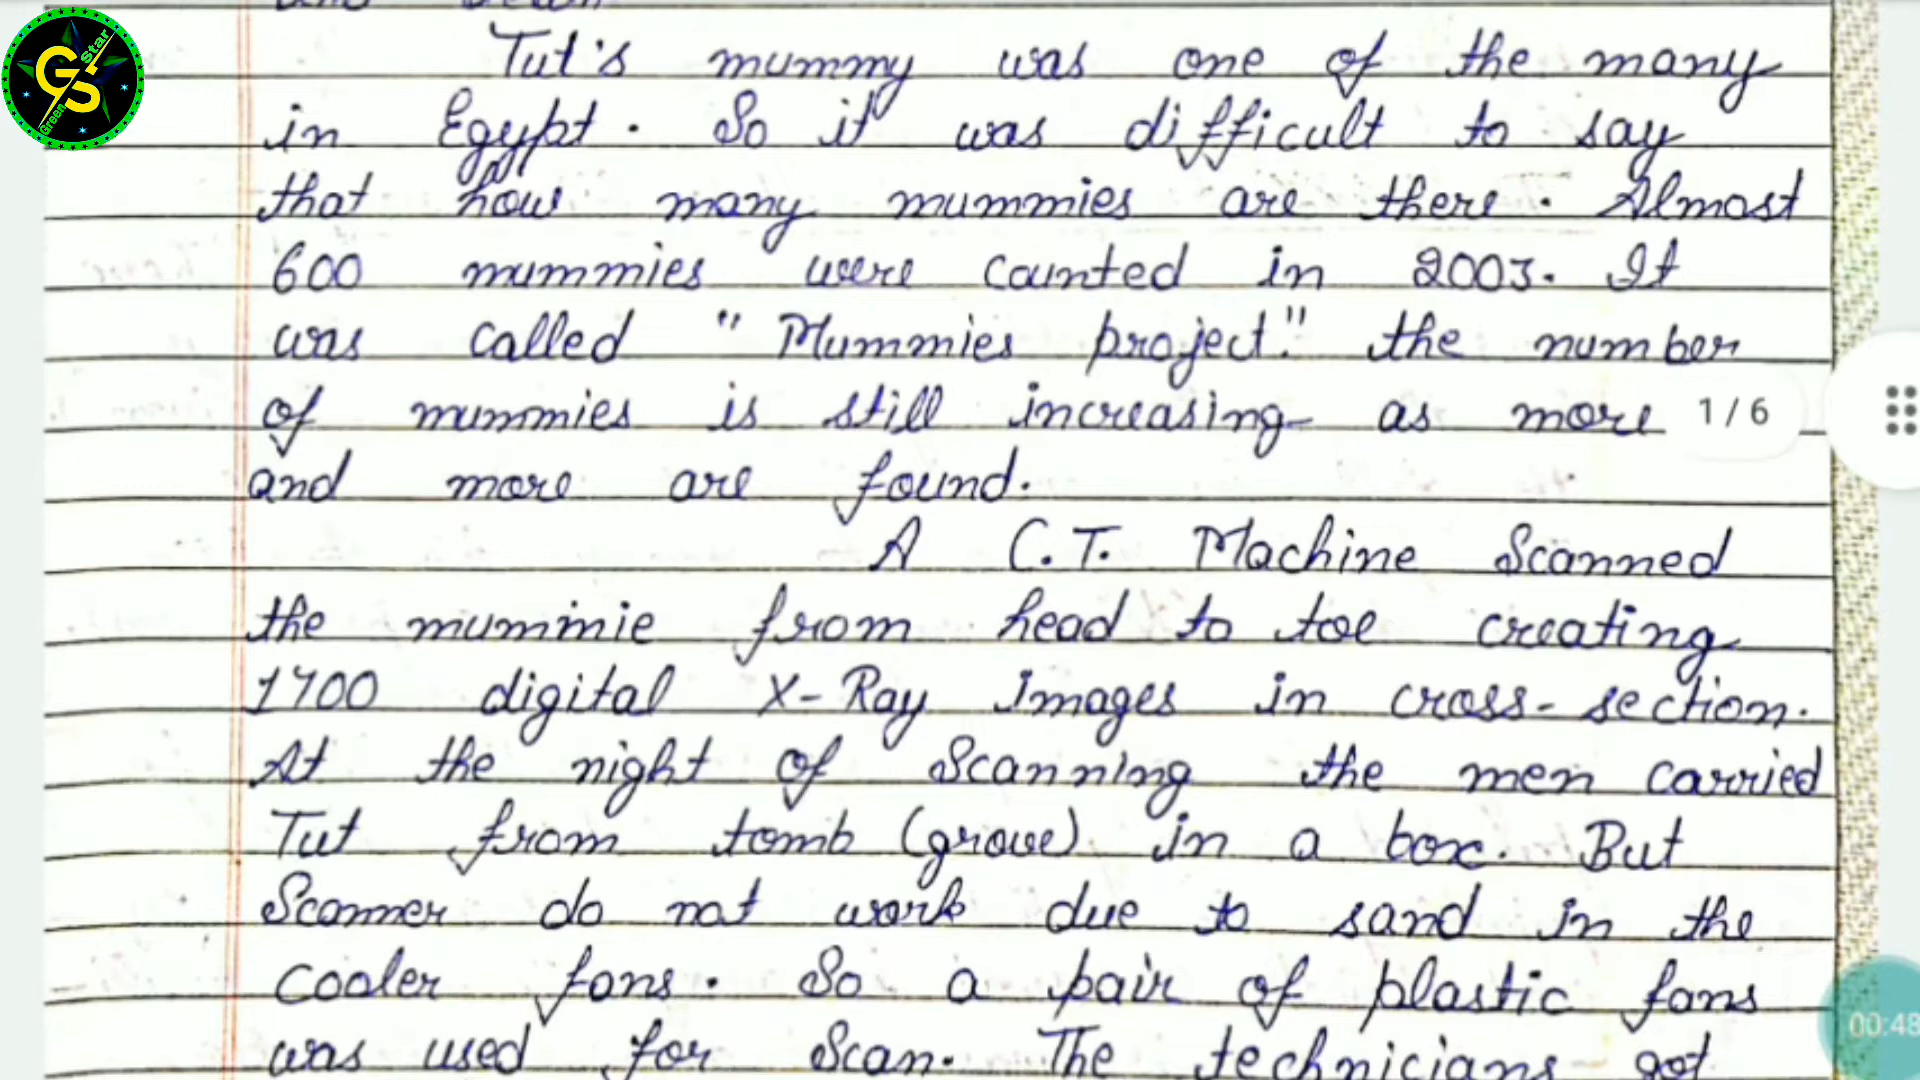 Tut's mummy was one of the many
in Egypt. So it was difficult to say
that how many mummies are there. Almost
600 mummies were counted in 2003. It
was called "Mummies project." the number
of mummies is still increasing as more
1/6
and more are found.
A C.T. Machine Scanned
the mummie from head to toe creating
1700 digital X-Ray Images in cross-section.
At the night of Scanning the men carried
Tut from tomb (grave) in a box. But
Scanner do not work due to sand in the
cooler fans. So a pair of plastic fans
was used for Scan. The technicians got
00:48
GS
Green Star